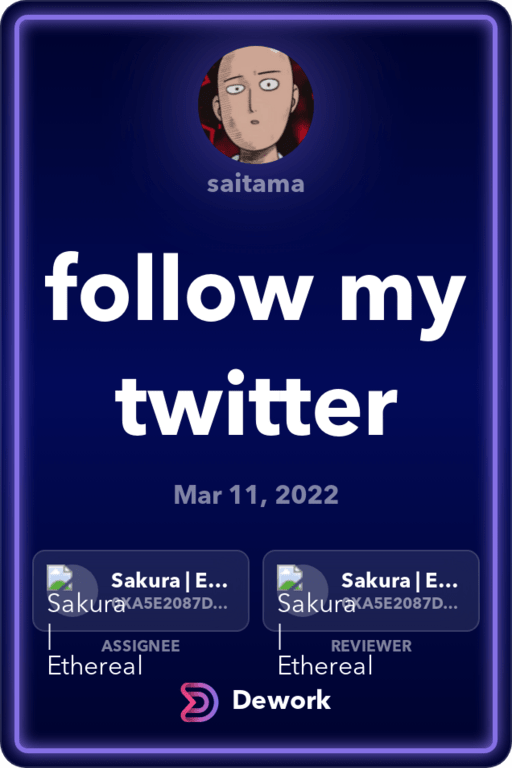 saitama
follow my
twitter
Mar 11, 2022
Sakura | E...
Sakura | E...
0XA5E2087D...
0XA5E2087D...
Sakura
|
Ethereal
Sakura
|
Ethereal
ASSIGNEE
REVIEWER
Dework